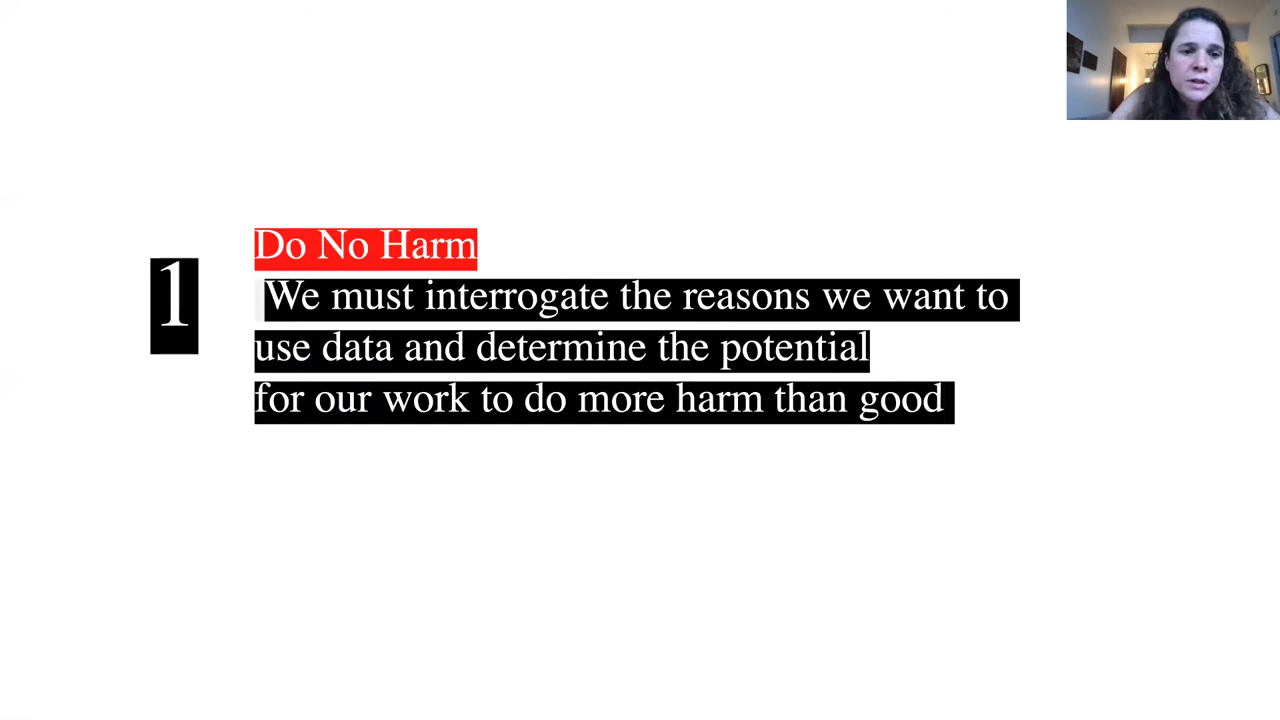 1
Do No Harm
We must interrogate the reasons we want to
use data and determine the potential
for our work to do more harm than good